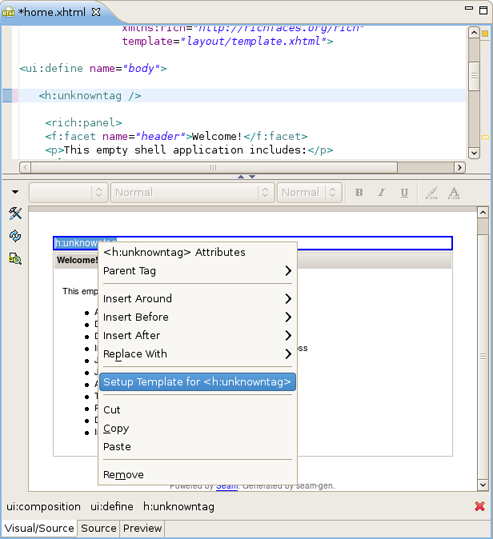 *home.xhtml
xmlns:rich="http://richfaces.org/rich"
template="layout/template.xhtml">
<ui:define name="body">
<h:unknowntag />
<rich:panel>
<f:facet name="header">Welcome!</f:facet>
<p>This empty shell application includes:</p>
Normal
Normal
B I U A
h:unknowntag
Welcome!
<h:unknowntag> Attributes
Parent Tag
This emp
Insert Around
Insert Before
Insert After
Replace With
Setup Template for <h:unknowntag>
Cut
Copy
Paste
Remove
Powered by Seam. Generated by seam-gen.
ui:composition ui:define h:unknowntag
Visual/Source Source Preview